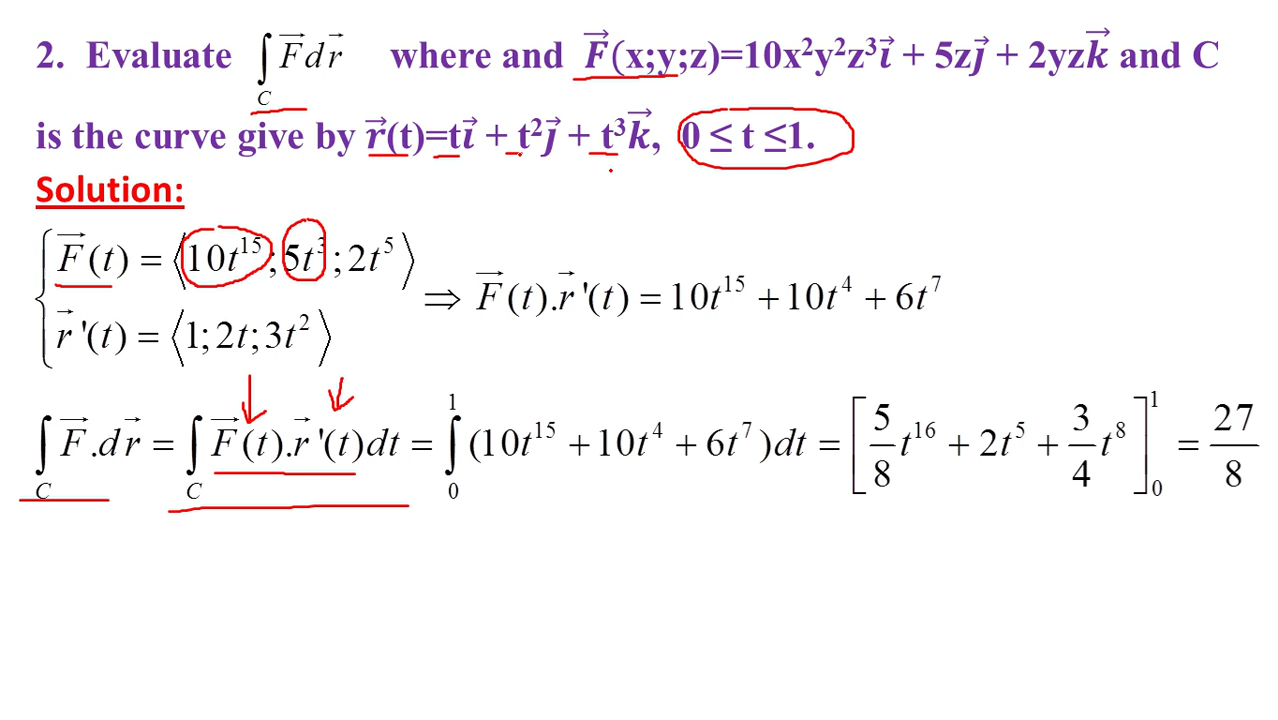 2. Evaluate ∫_C F⃗dr⃗ where and F⃗(x;y;z)=10x²y²z³i⃗ + 5zj⃗ + 2yzk⃗ and C
is the curve give by r⃗(t)=ti⃗ + t²j⃗ + t³k⃗, 0 ≤ t ≤1.
Solution:
{ F⃗(t) = ⟨10t¹⁵;5t³;2t⁵⟩
r⃗'(t) = ⟨1;2t;3t²⟩
⇒ F⃗(t).r⃗'(t) = 10t¹⁵ + 10t⁴ + 6t⁷
∫_C F⃗.dr⃗ = ∫_C F⃗(t).r⃗'(t)dt = ∫₀¹ (10t¹⁵ + 10t⁴ + 6t⁷)dt = [5/8 t¹⁶ + 2t⁵ + 3/4 t⁸]₀¹ = 27/8